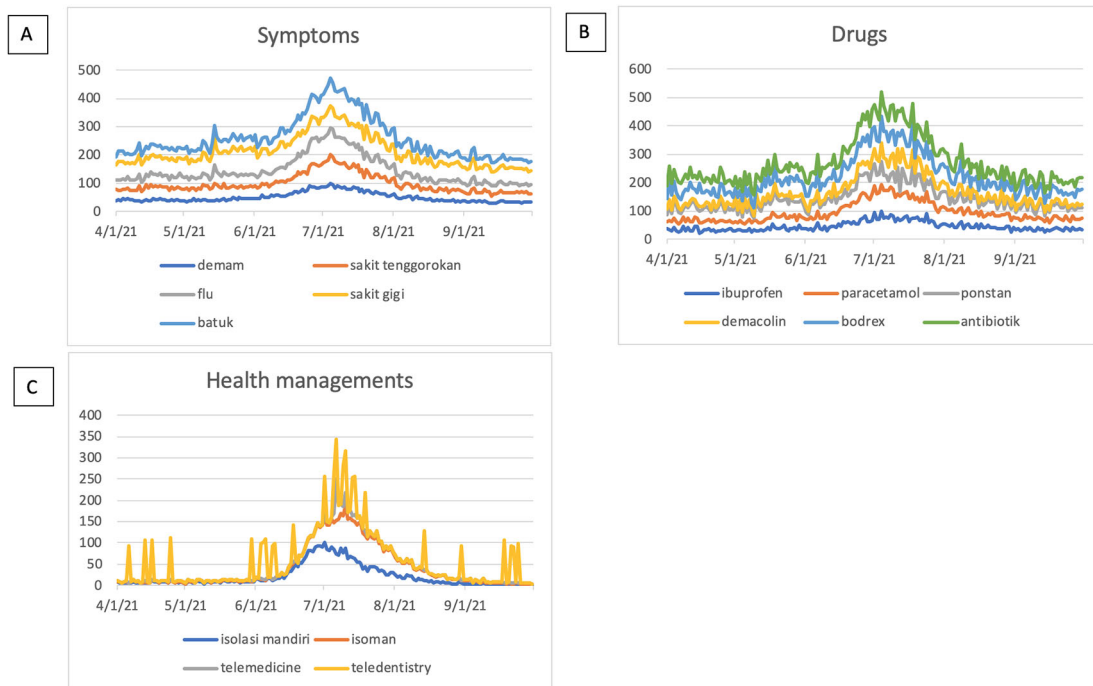 A
Symptoms
500
400
300
200
100
0
4/1/21 5/1/21 6/1/21 7/1/21 8/1/21 9/1/21
demam sakit tenggorokan
flu sakit gigi
batuk
B
Drugs
600
500
400
300
200
100
0
4/1/21 5/1/21 6/1/21 7/1/21 8/1/21 9/1/21
ibuprofen paracetamol ponstan
demacolin bodrex antibiotik
C
Health managements
400
350
300
250
200
150
100
50
0
4/1/21 5/1/21 6/1/21 7/1/21 8/1/21 9/1/21
isolasi mandiri isoman
telemedicine teledentistry